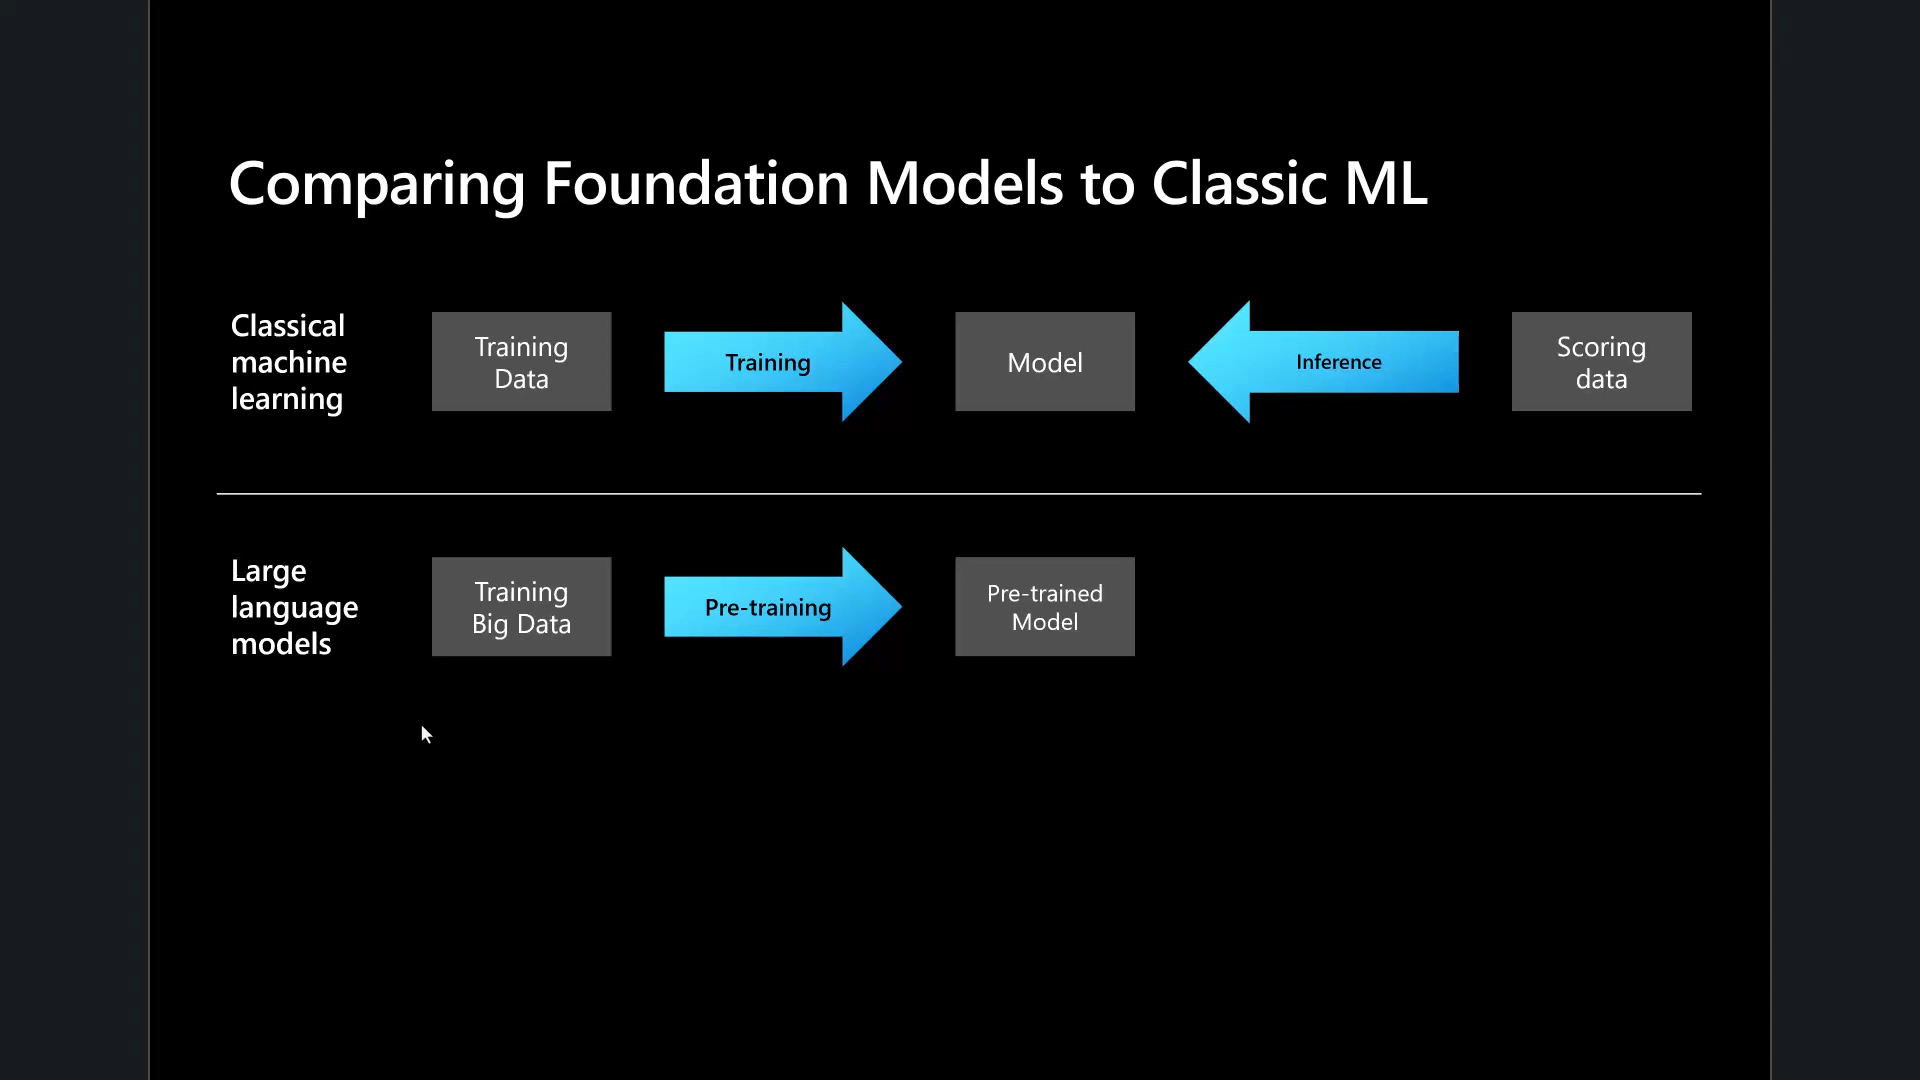 Comparing Foundation Models to Classic ML
Classical
machine
learning
Training
Data
Training
Model
Inference
Scoring
data
Large
language
models
Training
Big Data
Pre-training
Pre-trained
Model